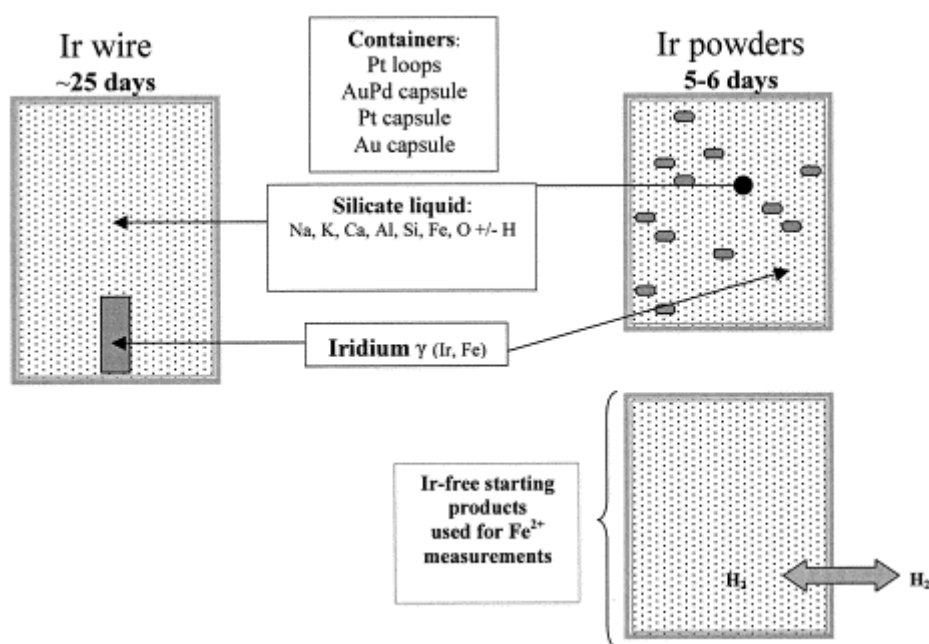 Ir wire
~25 days
Containers:
Pt loops
AuPd capsule
Pt capsule
Au capsule
Ir powders
5-6 days
Silicate liquid:
Na, K, Ca, Al, Si, Fe, O +/- H
Iridium γ (Ir, Fe)
Ir-free starting
products
used for Fe²⁺
measurements
H₂
H₂